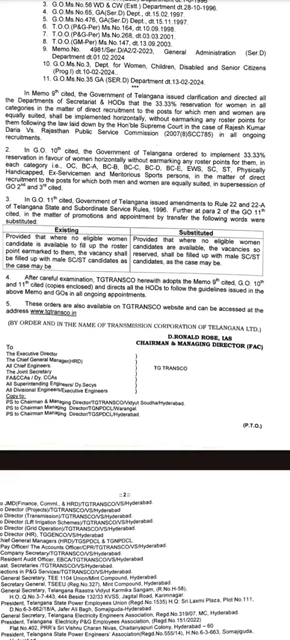 3. G.O.Ms.No.56 WD & CW (Estt.) Department dt.28-10-1996.
4. G.O.Ms.No.65, GA(Ser D) Dept., dt.15.02.1997.
5. G.O.Ms.No.476, GA(Ser.D) Dept., dt.15.11.1997.
6. T.O.O.(P&G-Per) Ms.No.164, dt.10.09.1998.
7. T.O.O.(P&G-Per) Ms.No.268, dt.03.03.2001.
8. T.O.O.(GM-Per) Ms.No.147, dt.13.09.2003.
9. Memo.No. 4981/Ser.D/A2/2-2023, General Administration (Ser.D) Department dt.01.02.2024
10. G.O.Ms.No.3, Dept. for Women, Children, Disabled and Senior Citizens (Prog.I) dt.10-02-2024.
11. G.O.Ms.No.35 GA (SER.D) Department dt.13-02-2024.
***
In Memo 9th cited, the Government of Telangana issued clarification and directed all the Departments of Secretariat & HODs that the 33.33% reservation for women in all categories in the matter of direct recruitment to the posts for which men and women are equally suited, shall be implemented horizontally, without earmarking any roster points for them following the law laid down by the Hon'ble Supreme Court in the case of Rajesh Kumar Daria Vs. Rajasthan Public Service Commission (2007(8)SCC785) in all ongoing recruitments.
2. In G.O. 10th cited, the Government of Telangana ordered to implement 33.33% reservation in favour of women horizontally without earmarking any roster points for them, in each category i.e., OC, BC-A, BC-B, BC-C, BC-D, BC-E, EWS, SC, ST, Physically Handicapped, Ex-Servicemen and Meritorious Sports persons, in the matter of direct recruitment to the posts for which both men and women are equally suited, in supersession of GO 2nd and 3rd cited.
3. In G.O. 11th cited, Government of Telangana issued amendments to Rule 22 and 22-A of Telangana State and Subordinate Service Rules, 1996. Further at para 2 of the GO 11th cited, in the matter of promotions and appointment by transfer the following words were substituted:
Existing
Substituted
Provided that where no eligible women candidate is available to fill up the roster point earmarked to them, the vacancy shall be filled up with male SC/ST candidates as the case may be
Provided that where no eligible women candidates are available, the vacancies so reserved, shall be filled up with male SC/ST candidates, as the case may be.
4. After careful examination, TGTRANSCO herewith adopts the Memo 9th cited, G.O. 10th and 11th cited (copies enclosed) and directs all the HODs to follow the guidelines issued in the above Memo and GOs in all ongoing appointments.
5. These orders are also available on TGTRANSCO website and can be accessed at the address www.tgtransco.in
(BY ORDER AND IN THE NAME OF TRANSMISSION CORPORATION OF TELANGANA LTD.)
D.RONALD ROSE, IAS
CHAIRMAN & MANAGING DIRECTOR (FAC)
To
The Executive Director
The Chief General Manager(HRD)
All Chief Engineers.
The Joint Secretary
FA&CCAs / Dy. CCAs
All Superintending Engineers/ Dy.Secys
All Divisional Engineers/Executive Engineers
TG TRANSCO
Copy to:
PS to Chairman & Managing Director/TGTRANSCO/Vidyut Soudha/Hyderabad.
PS to Chairman Managing Director/TGNPDCL/Warangal.
PS to Chairman Managing Director/TGSPDCL/Hyderabad.
(P.T.O.)
::2::
o JMD(Finance, Comml., & HRD)/TGTRANSCO/VS/Hyderabad.
o Director (Projects)/TGTRANSCO/VS/Hyderabad
o Director (Transmission)/TGTRANSCO/VS/Hyderabad.
o Director (Lift Irrigation Schemes)/TGTRANSCO/VS/Hyderabad
o Director (Grid Operation)/TGTRANSCO/VS/Hyderabad.
o Director (HR), TGGENCO/VS/Hyderabad
hief General Managers (HRD)/TGSPDCL & TGNPDCL.
Pay Officer/ The Accounts Officer/CPR/TGTRANSCO/VS/Hyderabad.
Company Secretary/TGTRANSCO/VS/Hyderabad.
Resident Audit Officer, EBCA/TGTRANSCO/VS/Hyderabad.
sst. Secretaries /TGTRANSCO/VS/Hyderabad.
ections in P&G Services/TGTRANSCO/VS/Hyderabad.
General Secretary, TEE 1104 Union/Mint Compound, Hyderabad.
Secretary General, TSEEU (Reg.No.327), Mint Compound, Hyderabad.
General Secretary, Telangana Raastra Vidyut Karmika Sangam, (R.No.H-58),
H.O. Q.No.3-7-443, 444 Beside 132/33 KVSS, Jagtial Road, Karimnagar.
President, Telangana State Power Employees Union (Regd.No.1535) H.Q. Sri Laxmi Plaza, Plot No.111,
D.No.6-3-662/18/A, Jafer Ali Bagh, Somajiguda-Hyderabad.
General Secretary, Telangana Electricity Engineers Association, Regd.No.319/07, MC, Hyderabad.
President, Telangana Electricity P&G Employees Association, (Regd.No.151/2022)
Flat No.402, PRR's Sri Vishnu Charan Nivas, Chaitanyapuri Colony, Hyderabad – 60
President, Telangana State Power Engineers' Association(Regd.No.555/14), H.No.6-3-663, Somajiguda,